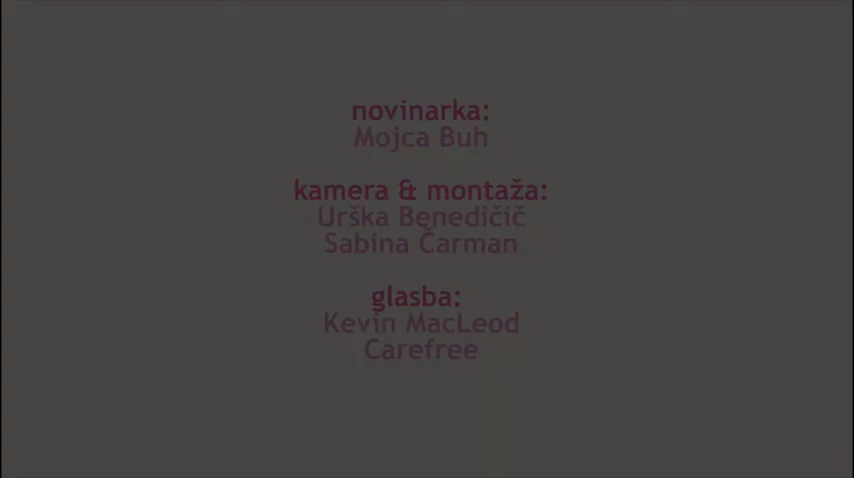 novinarka:
Mojca Buh
kamera & montaža:
Urška Benedičič
Sabina Čarman
glasba:
Kevin MacLeod
Carefree